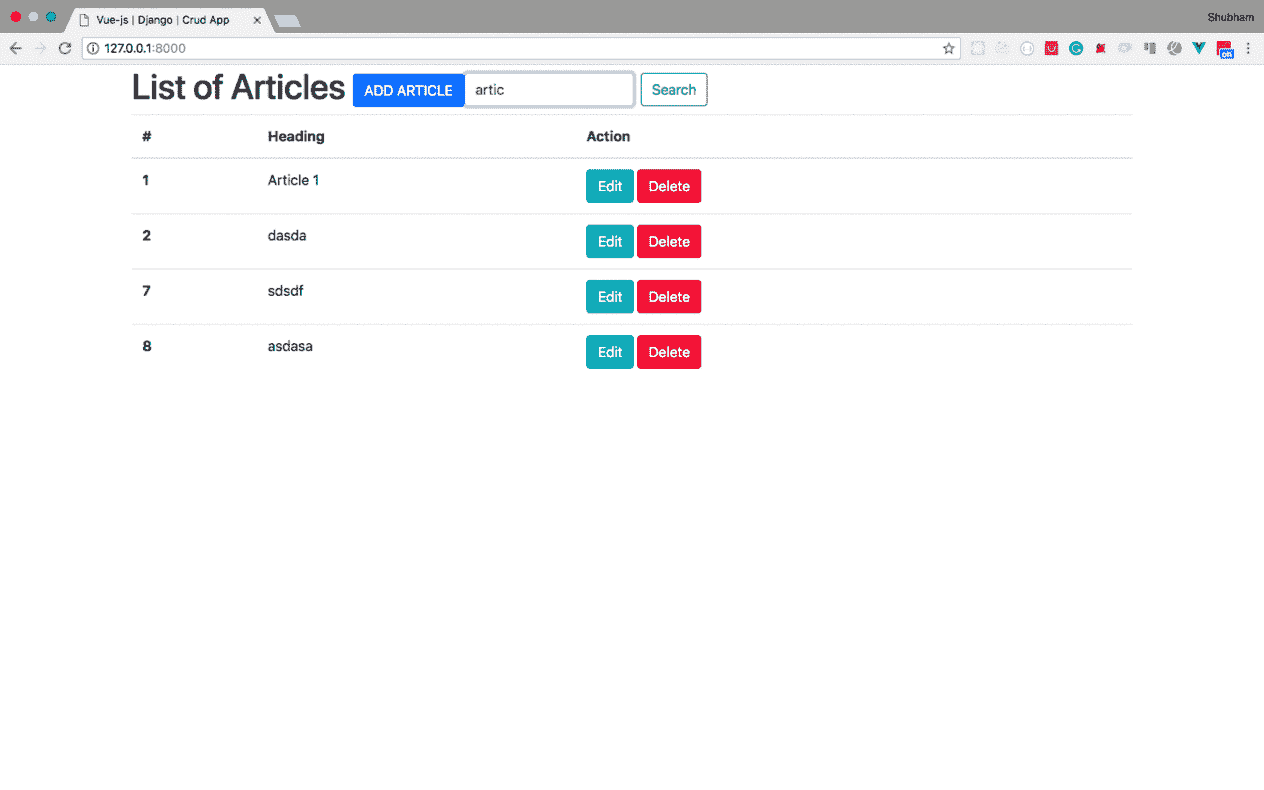 Vue-js | Django | Crud App
Shubham
127.0.0.1:8000
List of Articles ADD ARTICLE artic Search
# Heading Action
1 Article 1 Edit Delete
2 dasda Edit Delete
7 sdsdf Edit Delete
8 asdasa Edit Delete